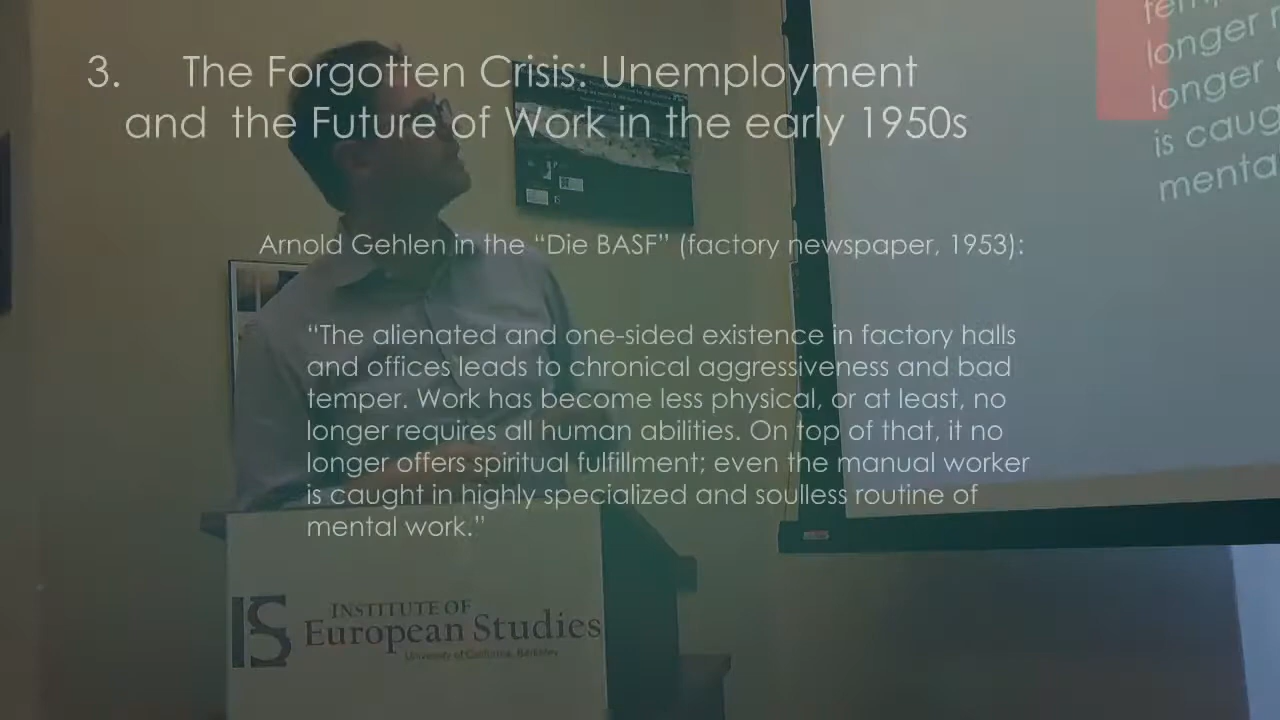 3. The Forgotten Crisis: Unemployment
and the Future of Work in the early 1950s
Arnold Gehlen in the “Die BASF” (factory newspaper, 1953):
“The alienated and one-sided existence in factory halls
and offices leads to chronical aggressiveness and bad
temper. Work has become less physical, or at least, no
longer requires all human abilities. On top of that, it no
longer offers spiritual fulfillment; even the manual worker
is caught in highly specialized and soulless routine of
mental work.”
longer
longer
is
INSTITUTE OF
European Studies
University of California, Berkeley